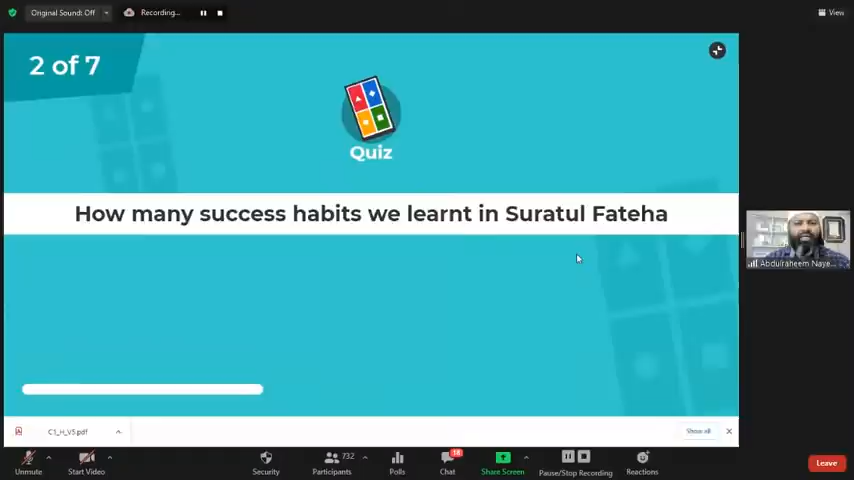 Original Sound: Off
Recording...
View
2 of 7
Quiz
How many success habits we learnt in Suratul Fateha
Abdulraheem Naye...
C1_H_V5.pdf
Show all
Unmute
Start Video
Security
732
Participants
Polls
18
Chat
Share Screen
Pause/Stop Recording
Reactions
Leave